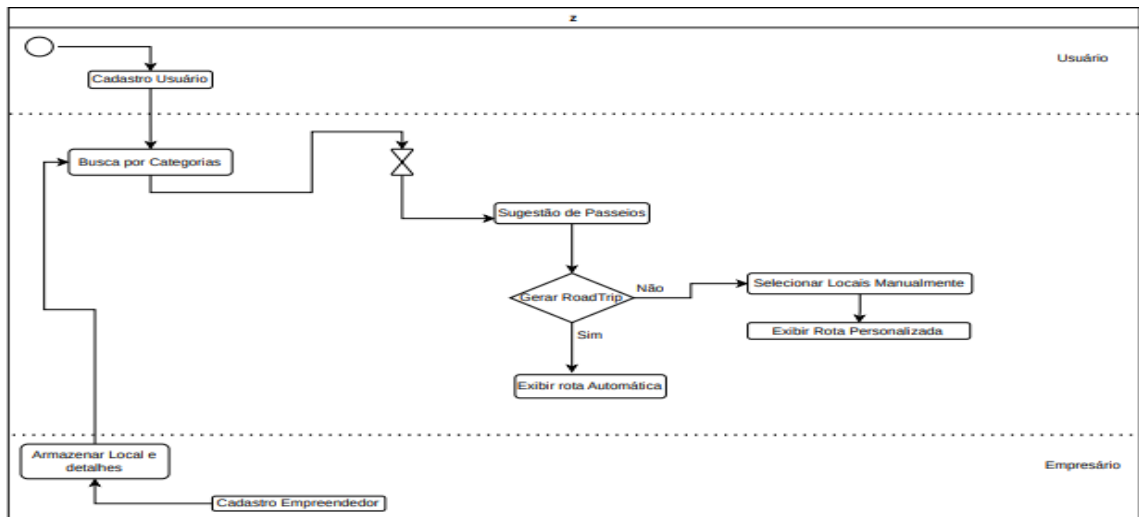 z
Usuário
Cadastro Usuário
Busca por Categorias
Sugestão de Passeios
Gerar RoadTrip
Não
Selecionar Locais Manualmente
Exibir Rota Personalizada
Sim
Exibir rota Automática
Armazenar Local e
detalhes
Empresário
Cadastro Empreendedor